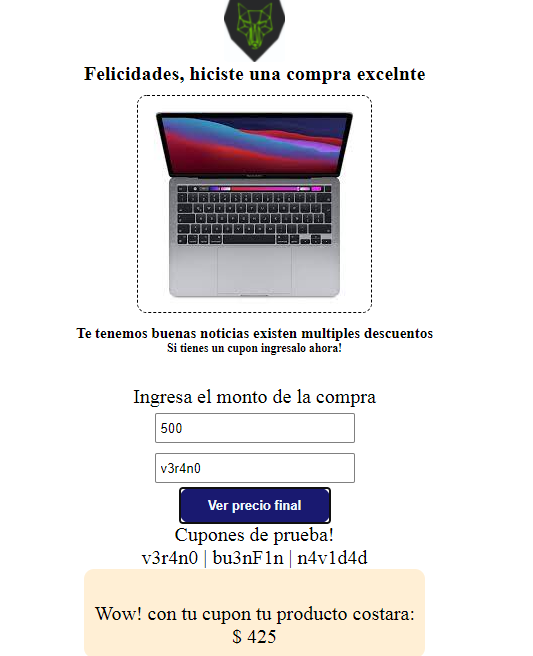 Felicidades, hiciste una compra excelnte
Te tenemos buenas noticias existen multiples descuentos
Si tienes un cupon ingresalo ahora!
Ingresa el monto de la compra
500
v3r4n0
Ver precio final
Cupones de prueba!
v3r4n0 | bu3nF1n | n4v1d4d
Wow! con tu cupon tu producto costara:
$ 425